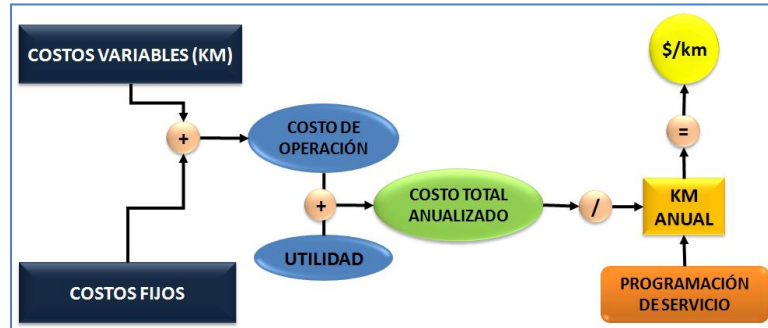 COSTOS VARIABLES (KM)
$/km
+
COSTO DE
OPERACIÓN
=
+
COSTO TOTAL
ANUALIZADO
/
KM
ANUAL
UTILIDAD
COSTOS FIJOS
PROGRAMACIÓN
DE SERVICIO